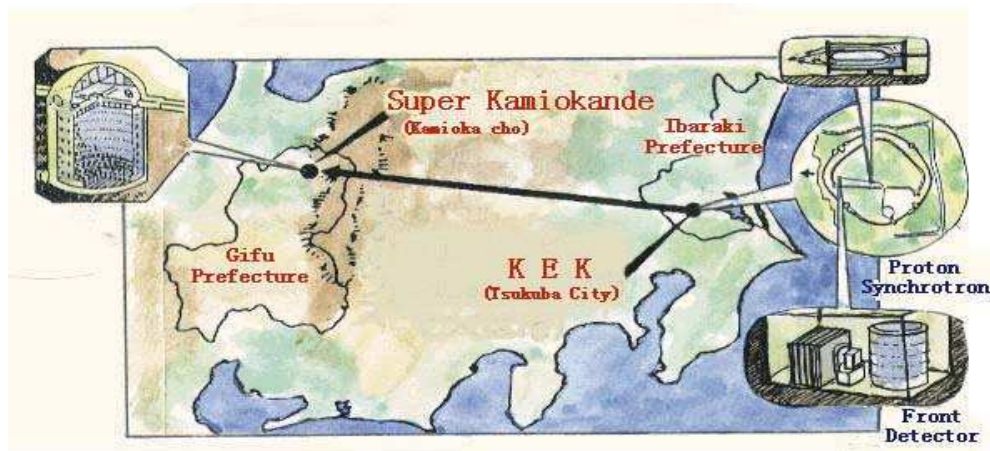 Super Kamiokande
(Kamioka cho)
Ibaraki
Prefecture
Gifu
Prefecture
K E K
(Tsukuba City)
Proton
Synchrotron
Front
Detector